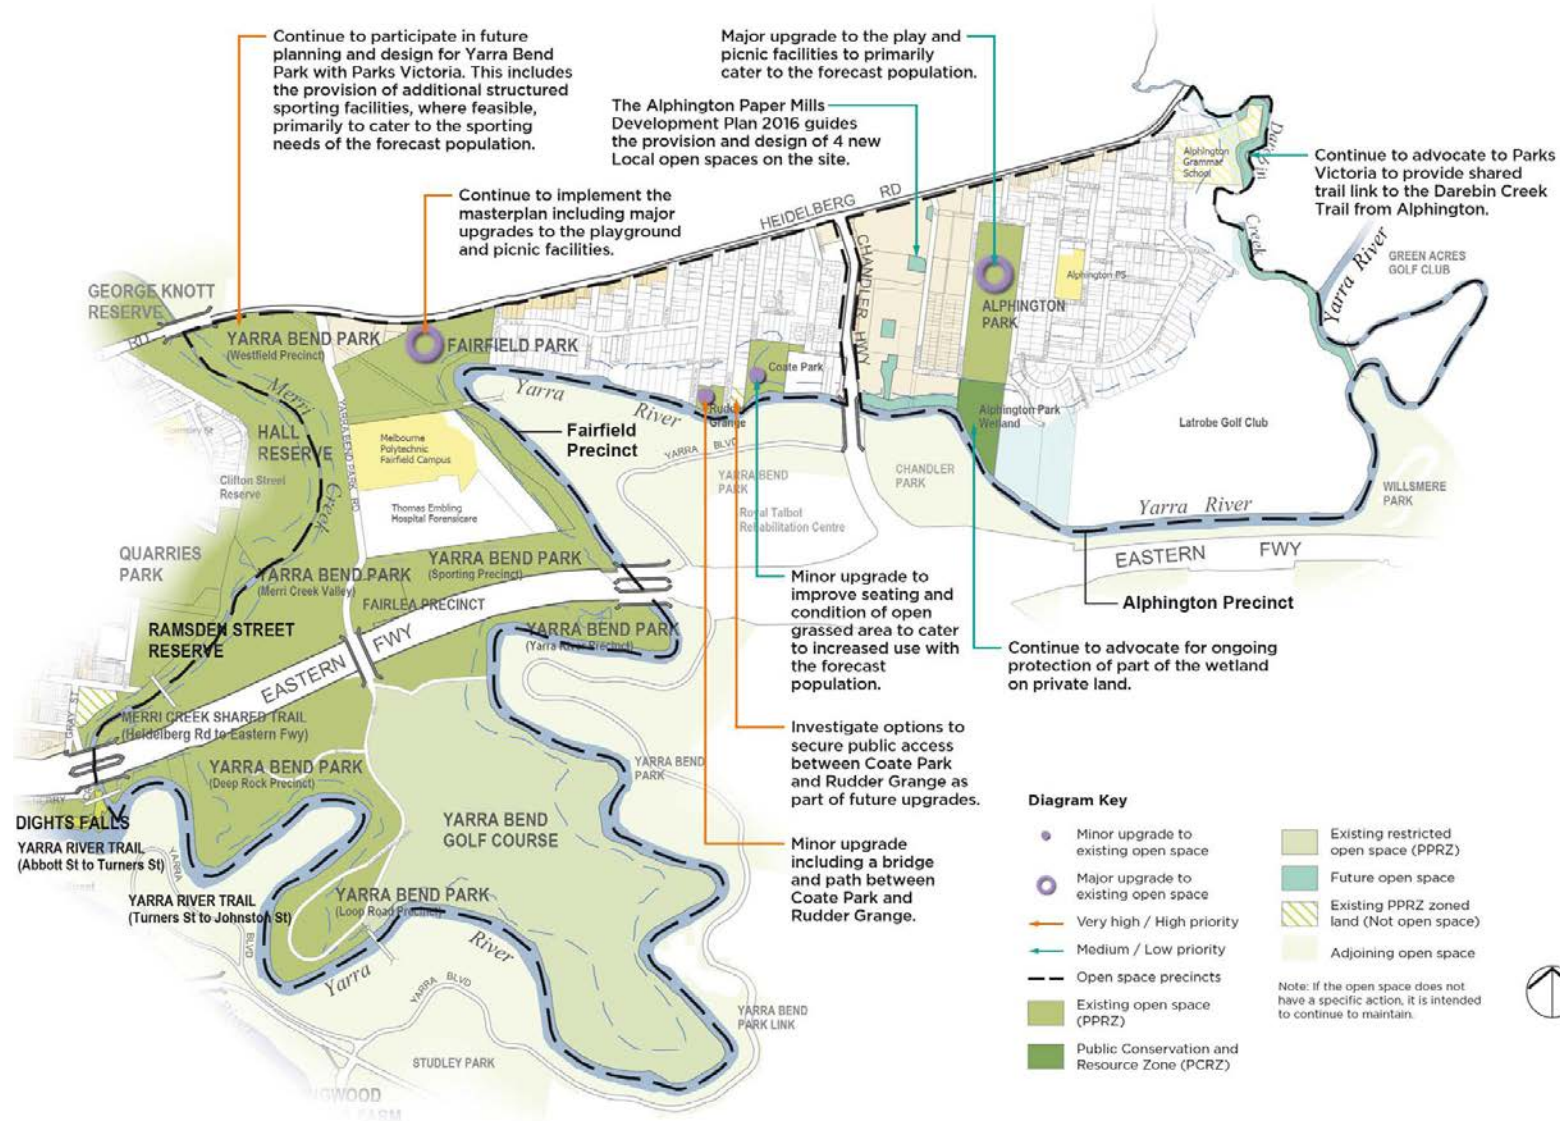 Continue to participate in future
planning and design for Yarra Bend
Park with Parks Victoria. This includes
the provision of additional structured
sporting facilities, where feasible,
primarily to cater to the sporting
needs of the forecast population.
Major upgrade to the play and
picnic facilities to primarily
cater to the forecast population.
The Alphington Paper Mills
Development Plan 2016 guides
the provision and design of 4 new
Local open spaces on the site.
Continue to implement the
masterplan including major
upgrades to the playground
and picnic facilities.
Continue to advocate to Parks
Victoria to provide shared
trail link to the Darebin Creek
Trail from Alphington.
Alphington
Grammar
School
Darebin
Creek
HEIDELBERG RD
CHANDLER HWY
Yarra River
GREEN ACRES
GOLF CLUB
Alphington PS
ALPHINGTON
PARK
GEORGE KNOTT
RESERVE
RD
YARRA BEND PARK
(Westfield Precinct)
FAIRFIELD PARK
Coate Park
Rudder
Grange
Yarra River
Merri
Creek
YARRA BEND PARK RD
HALL
RESERVE
Melbourne
Polytechnic
Fairfield Campus
Fairfield
Precinct
YARRA BLVD
Alphington Park
Wetland
Latrobe Golf Club
Clifton Street
Reserve
Thomas Embling
Hospital Forensicare
YARRA BEND
PARK
CHANDLER
PARK
Royal Talbot
Rehabilitation Centre
WILLSMERE
PARK
Yarra River
QUARRIES
PARK
YARRA BEND PARK
(Sporting Precinct)
YARRA BEND PARK
(Merri Creek Valley)
FAIRLEA PRECINCT
EASTERN FWY
Alphington Precinct
RAMSDEN STREET
RESERVE
YARRA BEND PARK
(Yarra River Precinct)
EASTERN FWY
Minor upgrade to
improve seating and
condition of open
grassed area to cater
to increased use with
the forecast
population.
Continue to advocate for ongoing
protection of part of the wetland
on private land.
GRAY ST
MERRI CREEK SHARED TRAIL
(Heidelberg Rd to Eastern Fwy)
YARRA BEND PARK
(Deep Rock Precinct)
YARRA BEND
PARK
Investigate options to
secure public access
between Coate Park
and Rudder Grange as
part of future upgrades.
DIGHTS FALLS
YARRA RIVER TRAIL
(Abbott St to Turners St)
YARRA BEND
GOLF COURSE
Minor upgrade
including a bridge
and path between
Coate Park and
Rudder Grange.
YARRA RIVER TRAIL
(Turners St to Johnston St)
YARRA BEND PARK
(Loop Road Precinct)
YARRA
BLVD
Yarra
River
YARRA BLVD
YARRA BEND
PARK LINK
STUDLEY PARK
Diagram Key
Minor upgrade to
existing open space
Major upgrade to
existing open space
Very high / High priority
Medium / Low priority
Open space precincts
Existing open space
(PPRZ)
Public Conservation and
Resource Zone (PCRZ)
Existing restricted
open space (PPRZ)
Future open space
Existing PPRZ zoned
land (Not open space)
Adjoining open space
Note: If the open space does not
have a specific action, it is intended
to continue to maintain.